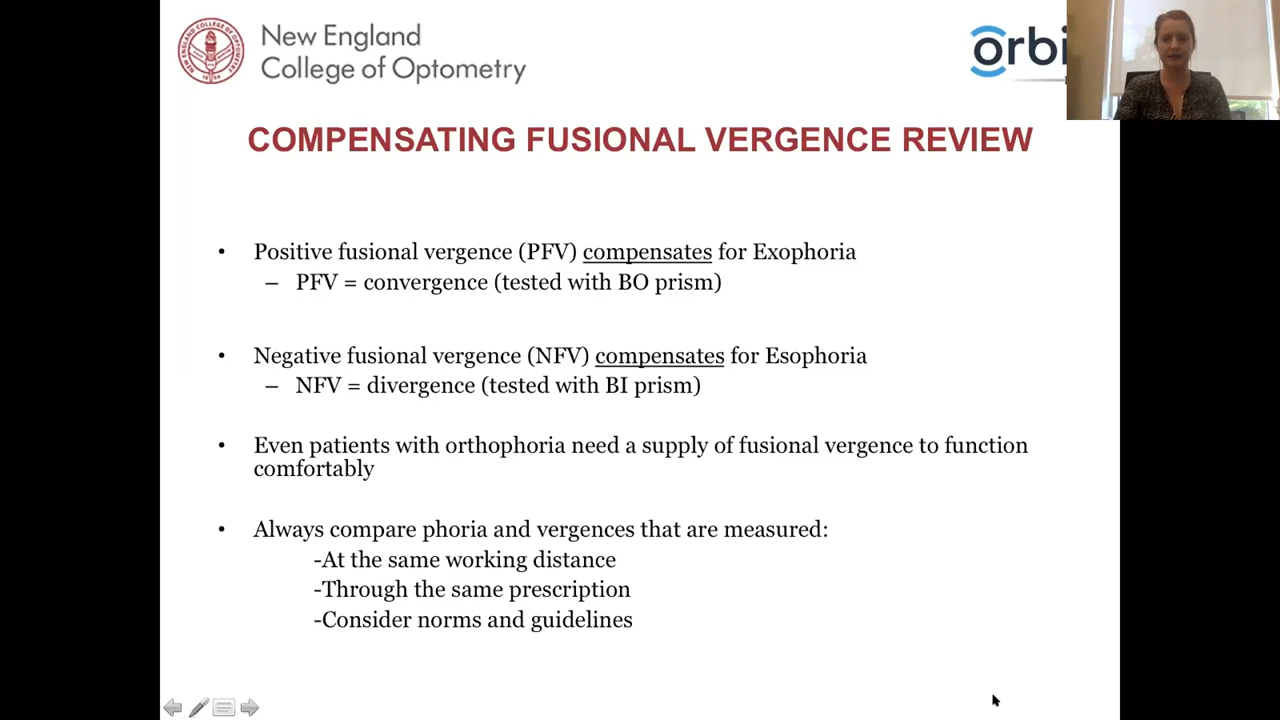 New England
College of Optometry
orbi
COMPENSATING FUSIONAL VERGENCE REVIEW
• Positive fusional vergence (PFV) compensates for Exophoria
– PFV = convergence (tested with BO prism)
• Negative fusional vergence (NFV) compensates for Esophoria
– NFV = divergence (tested with BI prism)
• Even patients with orthophoria need a supply of fusional vergence to function
comfortably
• Always compare phoria and vergences that are measured:
-At the same working distance
-Through the same prescription
-Consider norms and guidelines